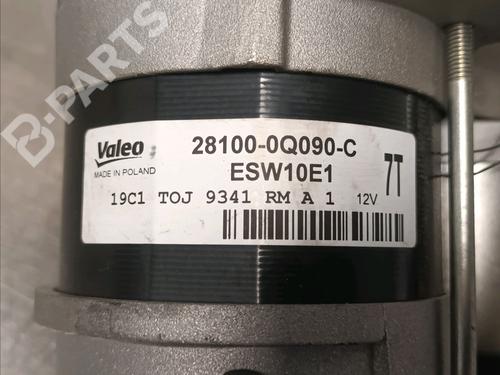 B-PARTS
Valeo
MADE IN POLAND
28100-0Q090-C
ESW10E1
7T
19C1 TOJ 9341 RM A 1 12V